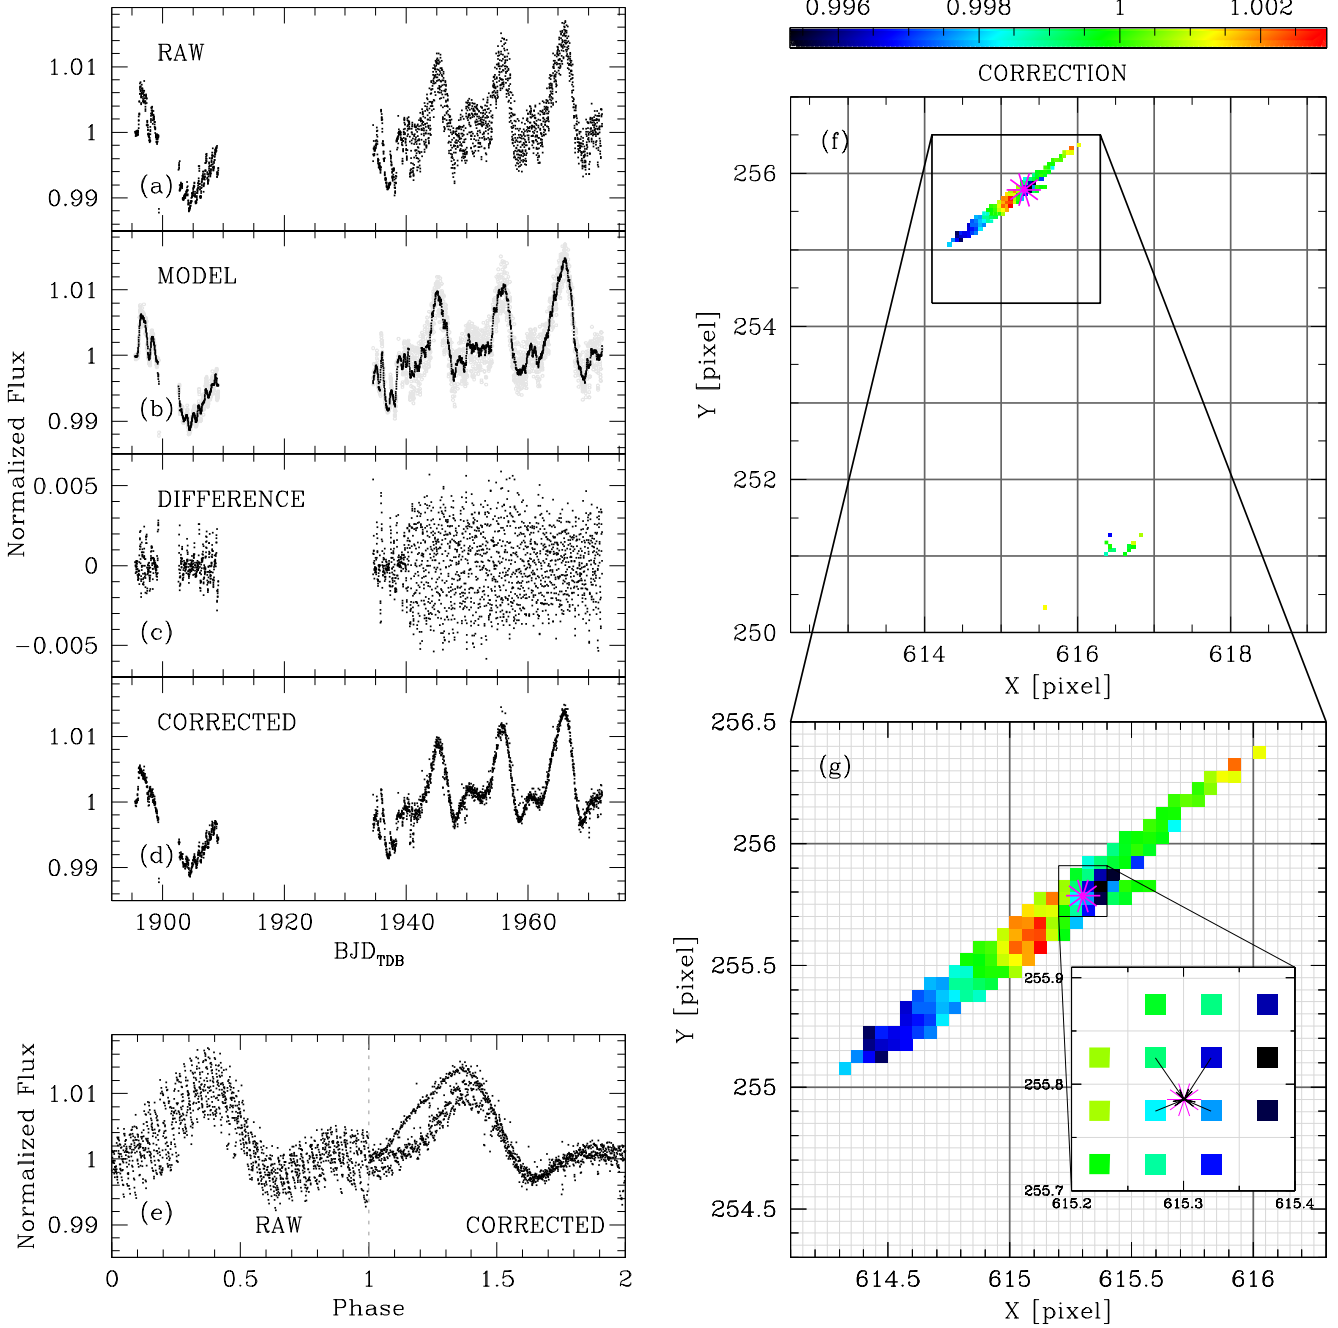 RAW
1.01
1
0.99
(a)
MODEL
1.01
1
0.99
(b)
Normalized Flux
DIFFERENCE
0.005
0
−0.005
(c)
CORRECTED
1.01
1
0.99
(d)
1900
1920
1940
1960
BJD_TDB
Normalized Flux
1.01
1
0.99
(e)
RAW
CORRECTED
0
0.5
1
1.5
2
Phase
0.996
0.998
1
1.002
CORRECTION
(f)
256
254
252
250
Y [pixel]
614
616
618
X [pixel]
256.5
256
255.5
255
254.5
Y [pixel]
(g)
255.9
255.8
255.7
615.2
615.3
615.4
614.5
615
615.5
616
X [pixel]